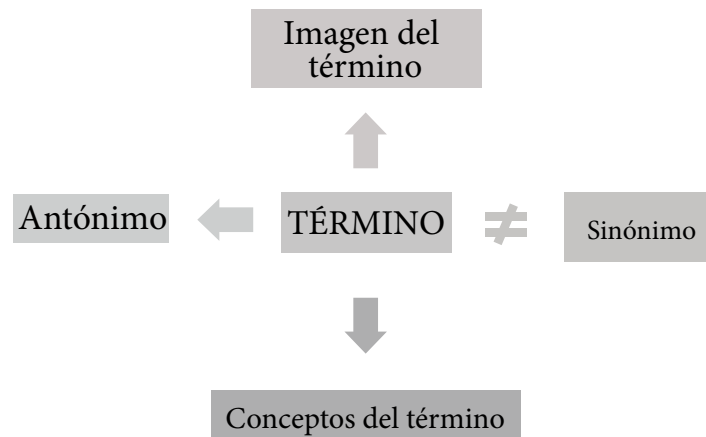 Imagen del
término
Antónimo
TÉRMINO
≠
Sinónimo
Conceptos del término